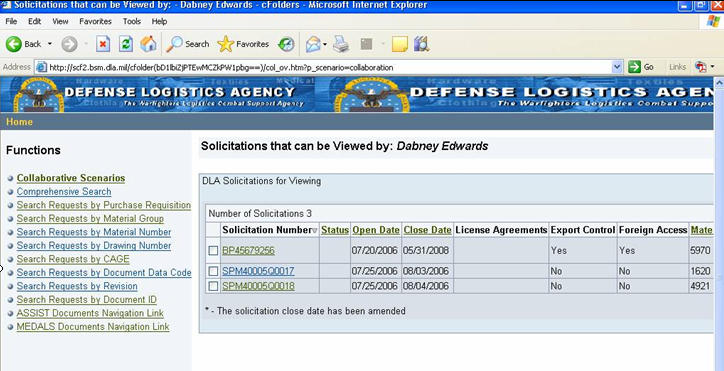 Solicitations that can be Viewed by: - Dabney Edwards - cFolders - Microsoft Internet Explorer
File Edit View Favorites Tools Help
Back Search Favorites
Address http://scf2.bsm.dla.mil/cfolder(bD1lbiZjPTEwMCZkPW1pbg==)/col_ov.htm?p_scenario=collaboration Go Links
DEFENSE LOGISTICS AGENCY DEFENSE LOGISTICS AGEN
The Warfighters Logistics Combat Support Agency The Warfighters Logistics Combat Suppo
Home
Functions
Collaborative Scenarios
Comprehensive Search
Search Requests by Purchase Requisition
Search Requests by Material Group
Search Requests by Material Number
Search Requests by Drawing Number
Search Requests by CAGE
Search Requests by Document Data Code
Search Requests by Revision
Search Requests by Document ID
ASSIST Documents Navigation Link
MEDALS Documents Navigation Link
Solicitations that can be Viewed by: Dabney Edwards
DLA Solicitations for Viewing
Number of Solicitations 3
Solicitation Number Status Open Date Close Date License Agreements Export Control Foreign Access Mate
BP45679256 07/20/2006 05/31/2008 Yes Yes 5970
SPM40005Q0017 07/25/2006 08/03/2006 No No 1620
SPM40005Q0018 07/25/2006 08/04/2006 No No 4921
* - The solicitation close date has been amended